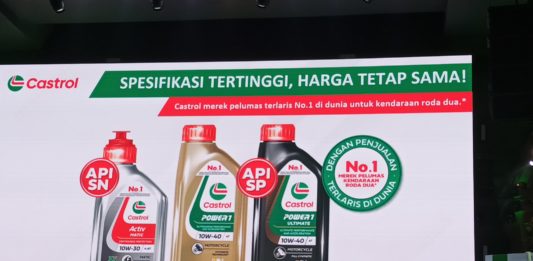 Castrol
SPESIFIKASI TERTINGGI, HARGA TETAP SAMA!
Castrol merek pelumas terlaris No.1 di dunia untuk kendaraan roda dua.*
API
SN
No.1
Castrol
Activ
MATIC
10W-30
No.1
Castrol
POWER1
10W-40
MOTORCYCLE
API
SP
No.1
Castrol
POWER1
ULTIMATE
10W-40
MOTORCYCLE
DENGAN PENJUALAN
No.1
MEREK PELUMAS
KENDARAAN
RODA DUA*
TERLARIS DI DUNIA